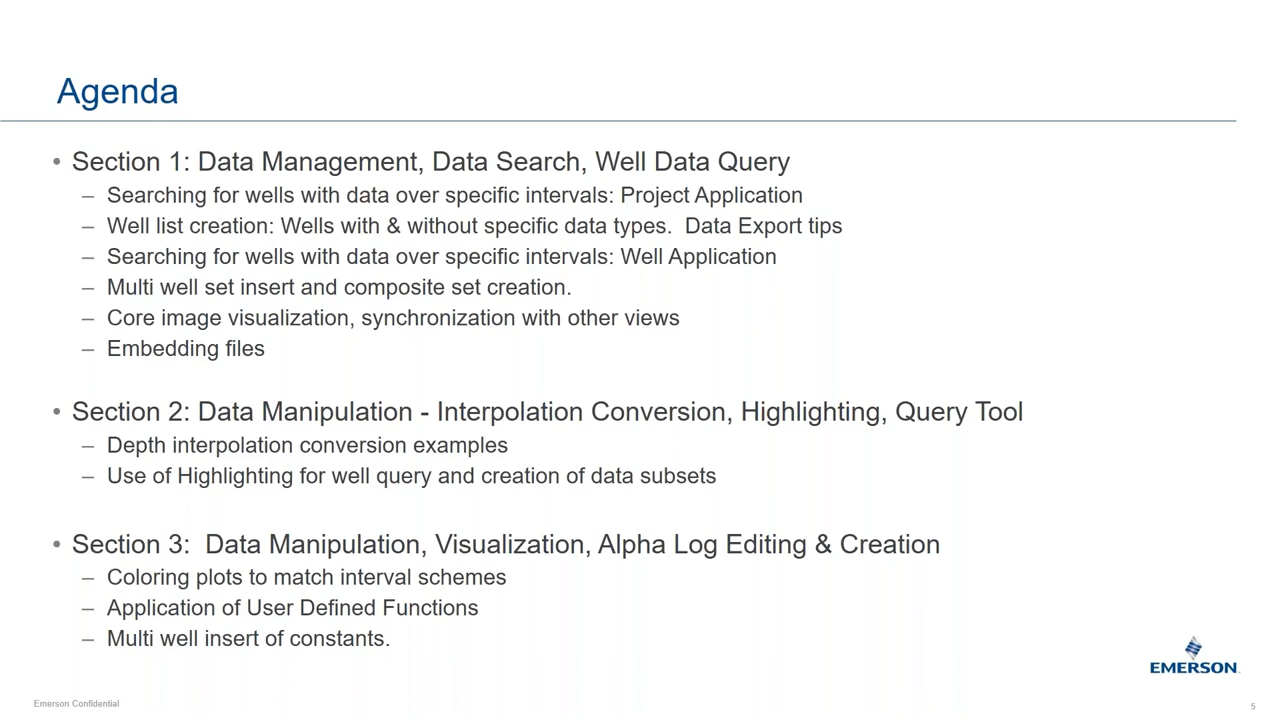 Agenda
• Section 1: Data Management, Data Search, Well Data Query
– Searching for wells with data over specific intervals: Project Application
– Well list creation: Wells with & without specific data types.  Data Export tips
– Searching for wells with data over specific intervals: Well Application
– Multi well set insert and composite set creation.
– Core image visualization, synchronization with other views
– Embedding files
• Section 2: Data Manipulation - Interpolation Conversion, Highlighting, Query Tool
– Depth interpolation conversion examples
– Use of Highlighting for well query and creation of data subsets
• Section 3:  Data Manipulation, Visualization, Alpha Log Editing & Creation
– Coloring plots to match interval schemes
– Application of User Defined Functions
– Multi well insert of constants.
EMERSON
Emerson Confidential
5